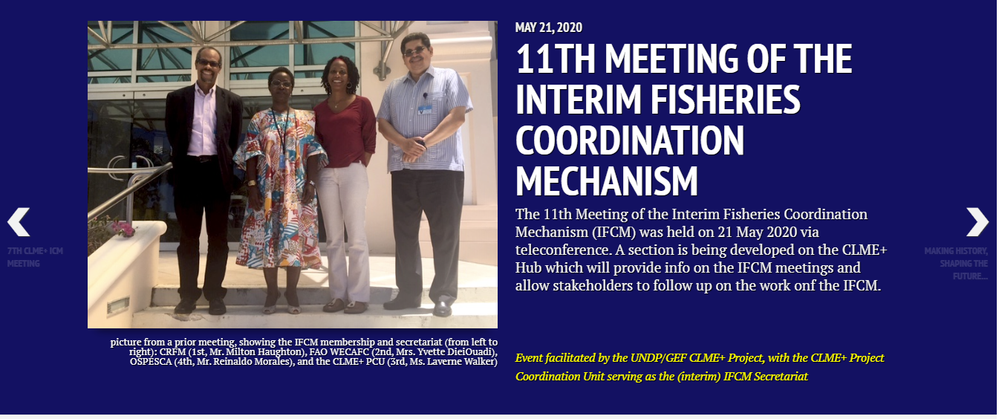 MAY 21, 2020
11TH MEETING OF THE
INTERIM FISHERIES
COORDINATION
MECHANISM
The 11th Meeting of the Interim Fisheries Coordination
Mechanism (IFCM) was held on 21 May 2020 via
teleconference. A section is being developed on the CLME+
Hub which will provide info on the IFCM meetings and
allow stakeholders to follow up on the work onf the IFCM.
Event facilitated by the UNDP/GEF CLME+ Project, with the CLME+ Project
Coordination Unit serving as the (interim) IFCM Secretariat
picture from a prior meeting, showing the IFCM membership and secretariat (from left to
right): CRFM (1st, Mr. Milton Haughton), FAO WECAFC (2nd, Mrs. Yvette DieiOuadi),
OSPESCA (4th, Mr. Reinaldo Morales), and the CLME+ PCU (3rd, Ms. Laverne Walker)
7TH CLME+ ICM
MEETING
MAKING HISTORY,
SHAPING THE
FUTURE...